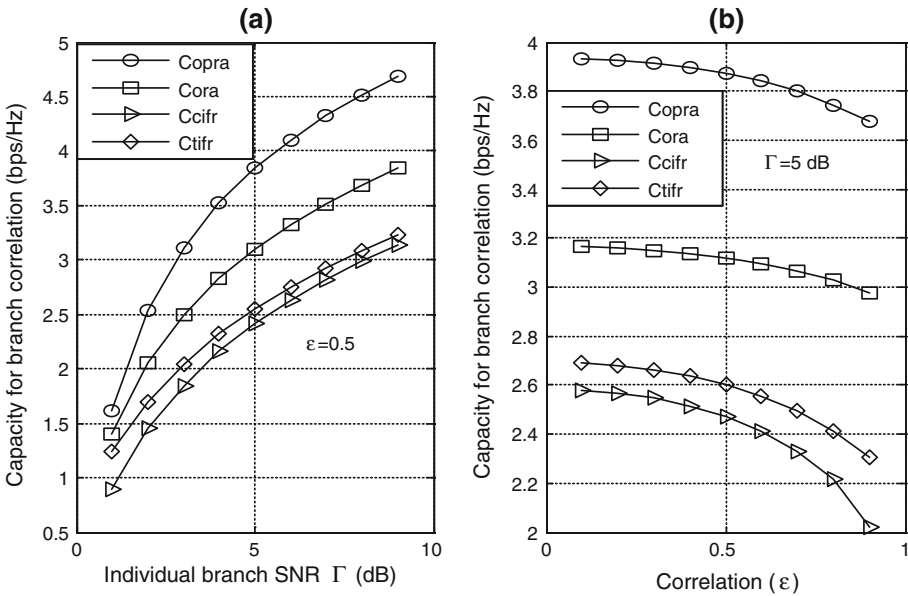 (a)
5
4.5
4
3.5
3
2.5
2
1.5
1
0.5
0
5
10
Copra
Cora
Ccifr
Ctifr
ε=0.5
Capacity for branch correlation (bps/Hz)
Individual branch SNR Γ (dB)
(b)
4
3.8
3.6
3.4
3.2
3
2.8
2.6
2.4
2.2
2
0
0.5
1
Copra
Cora
Ccifr
Ctifr
Γ=5 dB
Capacity for branch correlation (bps/Hz)
Correlation (ε)